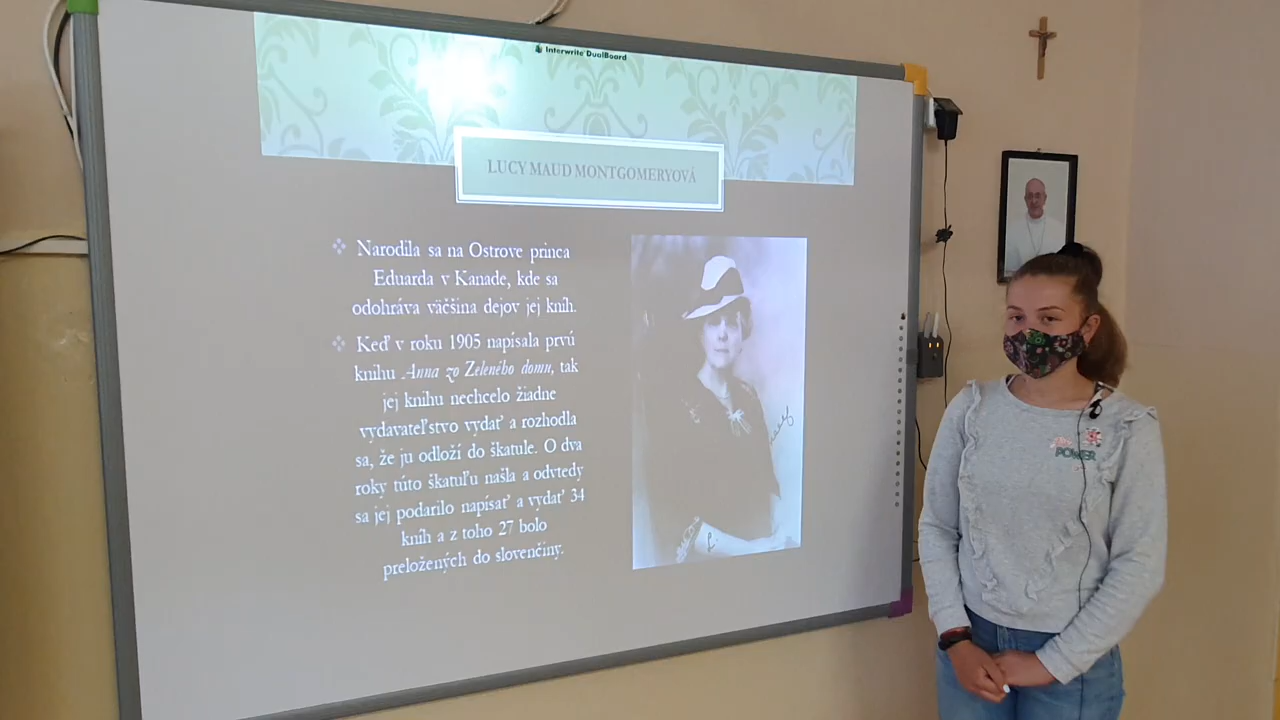 Interwrite DualBoard
LUCY MAUD MONTGOMERYOVÁ
Narodila sa na Ostrove princa
Eduarda v Kanade, kde sa
odohráva väčšina dejov jej kníh.
Keď v roku 1905 napísala prvú
knihu Anna zo Zeleného domu, tak
jej knihu nechcelo žiadne
vydavateľstvo vydať a rozhodla
sa, že ju odloží do škatule. O dva
roky túto škatuľu našla a odvtedy
sa jej podarilo napísať a vydať 34
kníh a z toho 27 bolo
preložených do slovenčiny.
POWER